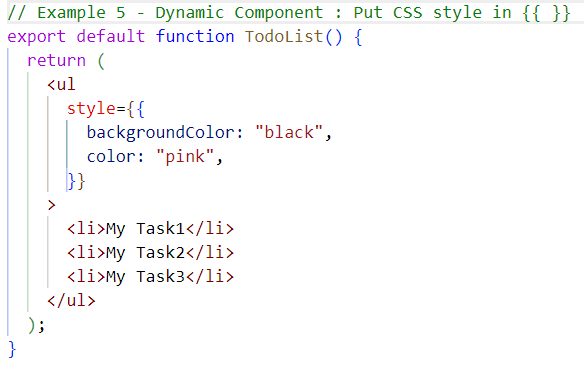 // Example 5 - Dynamic Component : Put CSS style in {{ }}
export default function TodoList() {
  return (
    <ul
      style={{
        backgroundColor: "black",
        color: "pink",
      }}
    >
      <li>My Task1</li>
      <li>My Task2</li>
      <li>My Task3</li>
    </ul>
  );
}